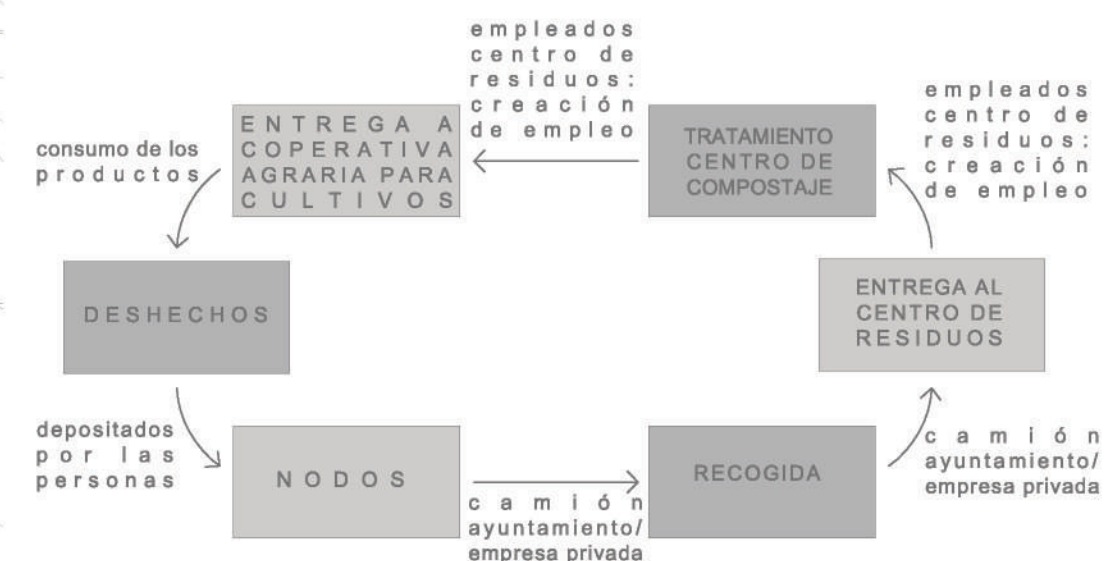 empleados
centro de
residuos:
creación
de empleo
empleados
centro de
residuos:
creación
de empleo
ENTREGA A
COPERATIVA
AGRARIA PARA
CULTIVOS
TRATAMIENTO
CENTRO DE
COMPOSTAJE
consumo de los
productos
DESHECHOS
ENTREGA AL
CENTRO DE
RESIDUOS
depositados
por las
personas
NODOS
camión
ayuntamiento/
empresa privada
RECOGIDA
camión
ayuntamiento/
empresa privada